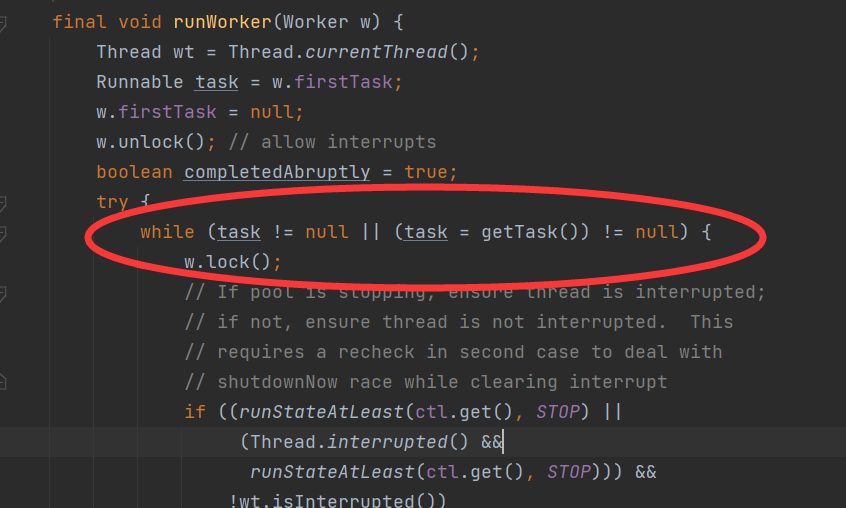 final void runWorker(Worker w) {
Thread wt = Thread.currentThread();
Runnable task = w.firstTask;
w.firstTask = null;
w.unlock(); // allow interrupts
boolean completedAbruptly = true;
try {
while (task != null || (task = getTask()) != null) {
w.lock();
// If pool is stopping, ensure thread is interrupted;
// if not, ensure thread is not interrupted.  This
// requires a recheck in second case to deal with
// shutdownNow race while clearing interrupt
if ((runStateAtLeast(ctl.get(), STOP) ||
(Thread.interrupted() &&
runStateAtLeast(ctl.get(), STOP))) &&
!wt.isInterrupted())